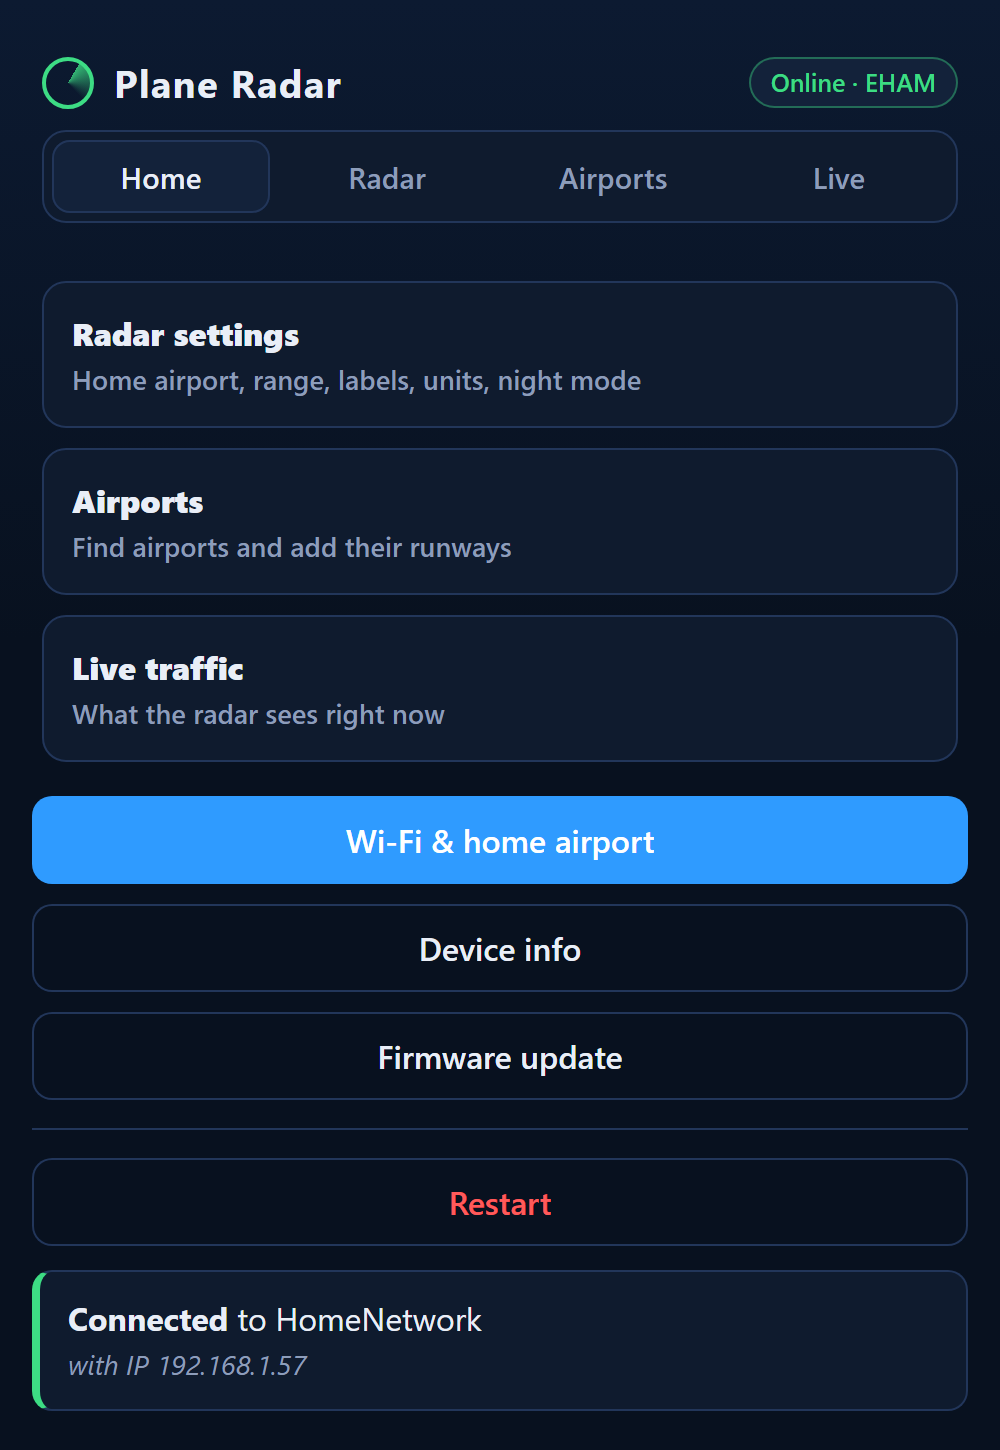 Plane Radar
Online · EHAM
Home
Radar
Airports
Live
Radar settings
Home airport, range, labels, units, night mode
Airports
Find airports and add their runways
Live traffic
What the radar sees right now
Wi-Fi & home airport
Device info
Firmware update
Restart
Connected to HomeNetwork
with IP 192.168.1.57